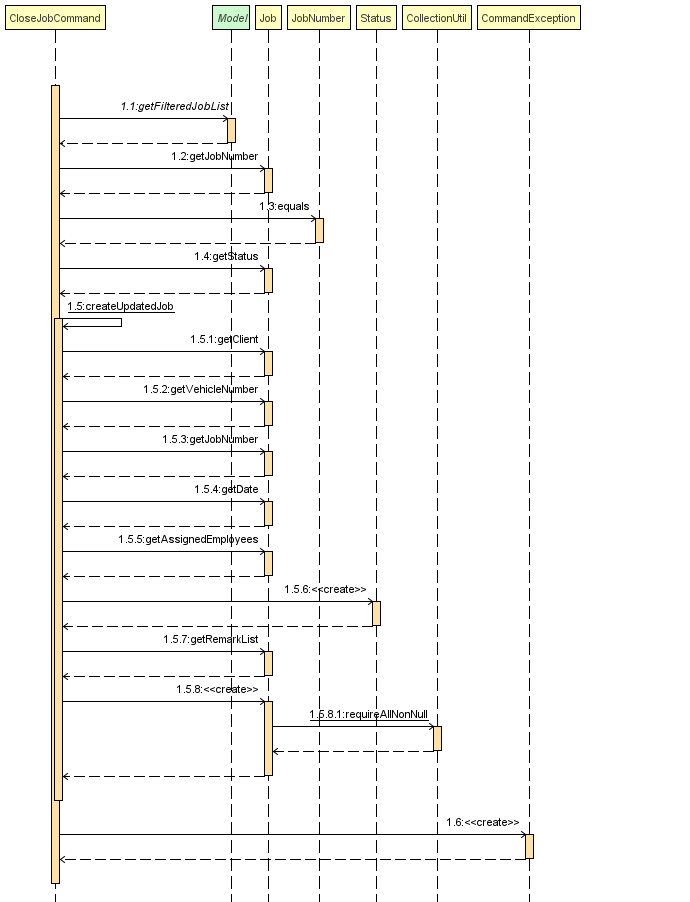 CloseJobCommand
Model
Job
JobNumber
Status
CollectionUtil
CommandException
1.1:getFilteredJobList
1.2:getJobNumber
1.3:equals
1.4:getStatus
1.5:createUpdatedJob
1.5.1:getClient
1.5.2:getVehicleNumber
1.5.3:getJobNumber
1.5.4:getDate
1.5.5:getAssignedEmployees
1.5.6:<<create>>
1.5.7:getRemarkList
1.5.8:<<create>>
1.5.8.1:requireAllNonNull
1.6:<<create>>